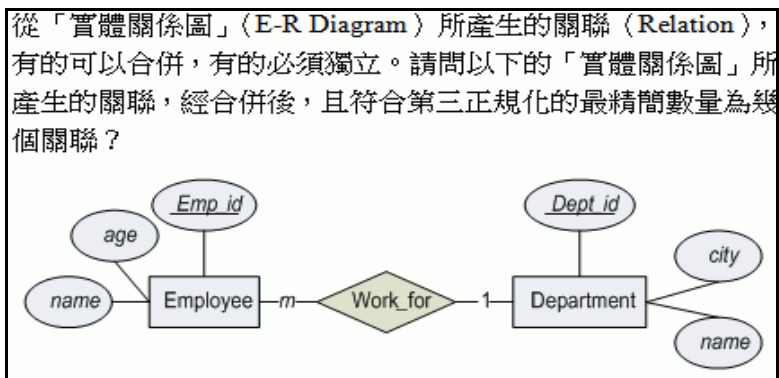 從「實體關係圖」（E-R Diagram）所產生的關聯（Relation），
有的可以合併，有的必須獨立。請問以下的「實體關係圖」所
產生的關聯，經合併後，且符合第三正規化的最精簡數量為幾
個關聯？
Emp_id
Dept_id
age
city
name
Employee
m
Work_for
1
Department
name